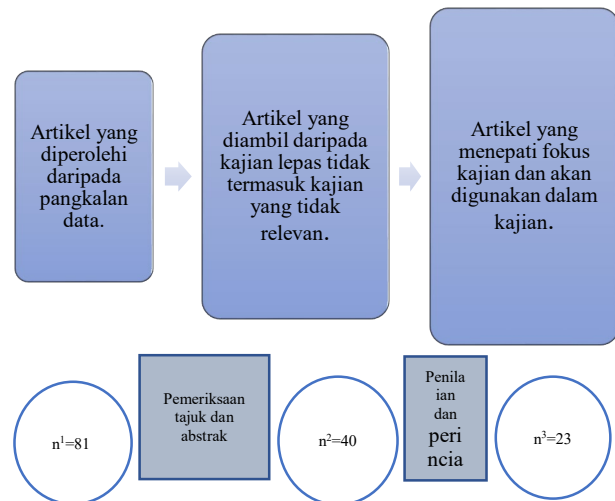 Artikel yang
diperolehi
daripada
pangkalan
data.
Artikel yang
diambil daripada
kajian lepas tidak
termasuk kajian
yang tidak
relevan.
Artikel yang
menepati fokus
kajian dan akan
digunakan dalam
kajian.
n¹=81
Pemeriksaan
tajuk dan
abstrak
n²=40
Penila
ian
dan
peri
ncia
n³=23